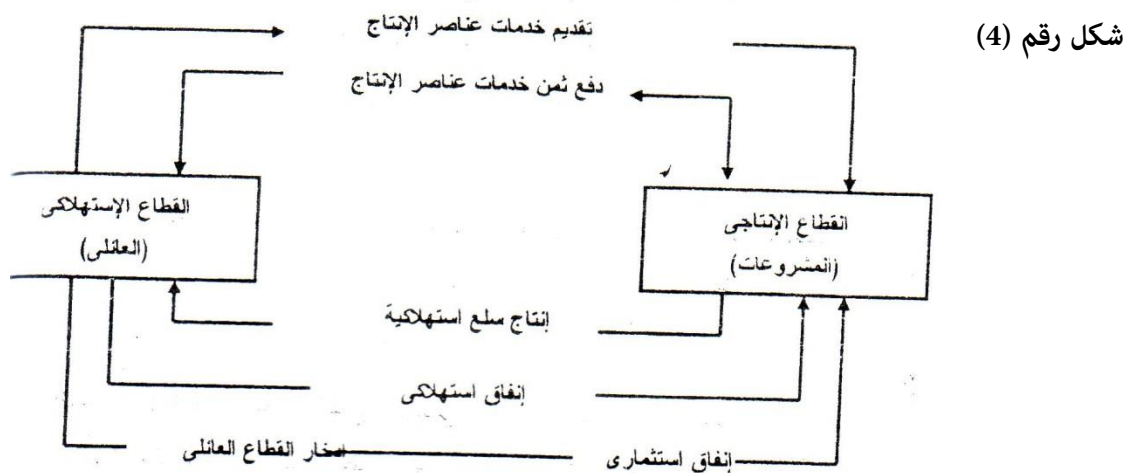 شكل رقم (4)
تقديم خدمات عناصر الإنتاج
دفع ثمن خدمات عناصر الإنتاج
القطاع الإنتاجى
(المشروعات)
القطاع الإستهلاكى
(العائلى)
إنتاج سلع استهلاكية
إنفاق استهلاكى
إنفاق استثمارى
ادخار القطاع العائلى